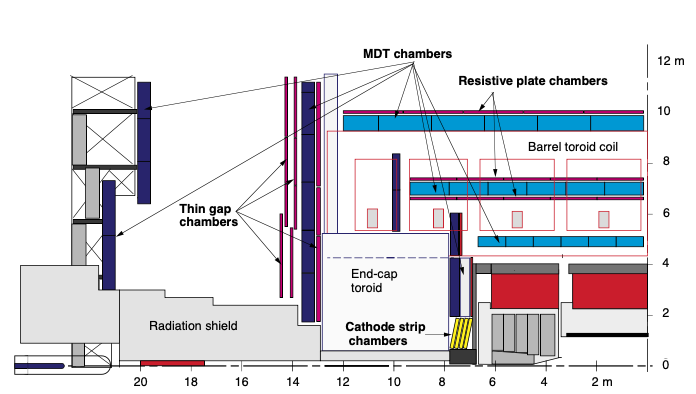 MDT chambers
12 m
Resistive plate chambers
10
Barrel toroid coil
8
Thin gap
chambers
6
End-cap
toroid
4
Radiation shield
Cathode strip
chambers
2
0
20 18 16 14 12 10 8 6 4 2 m